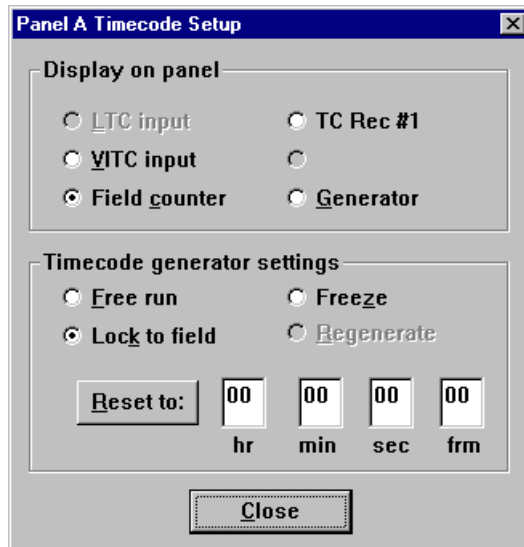 Panel A Timecode Setup
Display on panel
LTC input
TC Rec #1
VITC input
Field counter
Generator
Timecode generator settings
Free run
Freeze
Lock to field
Regenerate
Reset to:
00 00 00 00
hr min sec frm
Close